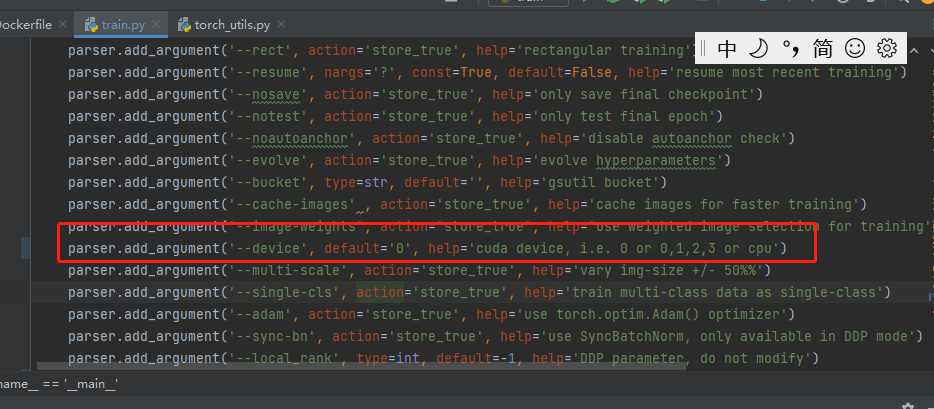 Dockerfile
train.py
torch_utils.py
中 简
parser.add_argument('--rect', action='store_true', help='rectangular training')
parser.add_argument('--resume', nargs='?', const=True, default=False, help='resume most recent training')
parser.add_argument('--nosave', action='store_true', help='only save final checkpoint')
parser.add_argument('--notest', action='store_true', help='only test final epoch')
parser.add_argument('--noautoanchor', action='store_true', help='disable autoanchor check')
parser.add_argument('--evolve', action='store_true', help='evolve hyperparameters')
parser.add_argument('--bucket', type=str, default='', help='gsutil bucket')
parser.add_argument('--cache-images', action='store_true', help='cache images for faster training')
parser.add_argument('--image-weights', action='store_true', help='use weighted image selection for training'
parser.add_argument('--device', default='0', help='cuda device, i.e. 0 or 0,1,2,3 or cpu')
parser.add_argument('--multi-scale', action='store_true', help='vary img-size +/- 50%%')
parser.add_argument('--single-cls', action='store_true', help='train multi-class data as single-class')
parser.add_argument('--adam', action='store_true', help='use torch.optim.Adam() optimizer')
parser.add_argument('--sync-bn', action='store_true', help='use SyncBatchNorm, only available in DDP mode')
parser.add_argument('--local_rank', type=int, default=-1, help='DDP parameter, do not modify')
name__ == '__main__'